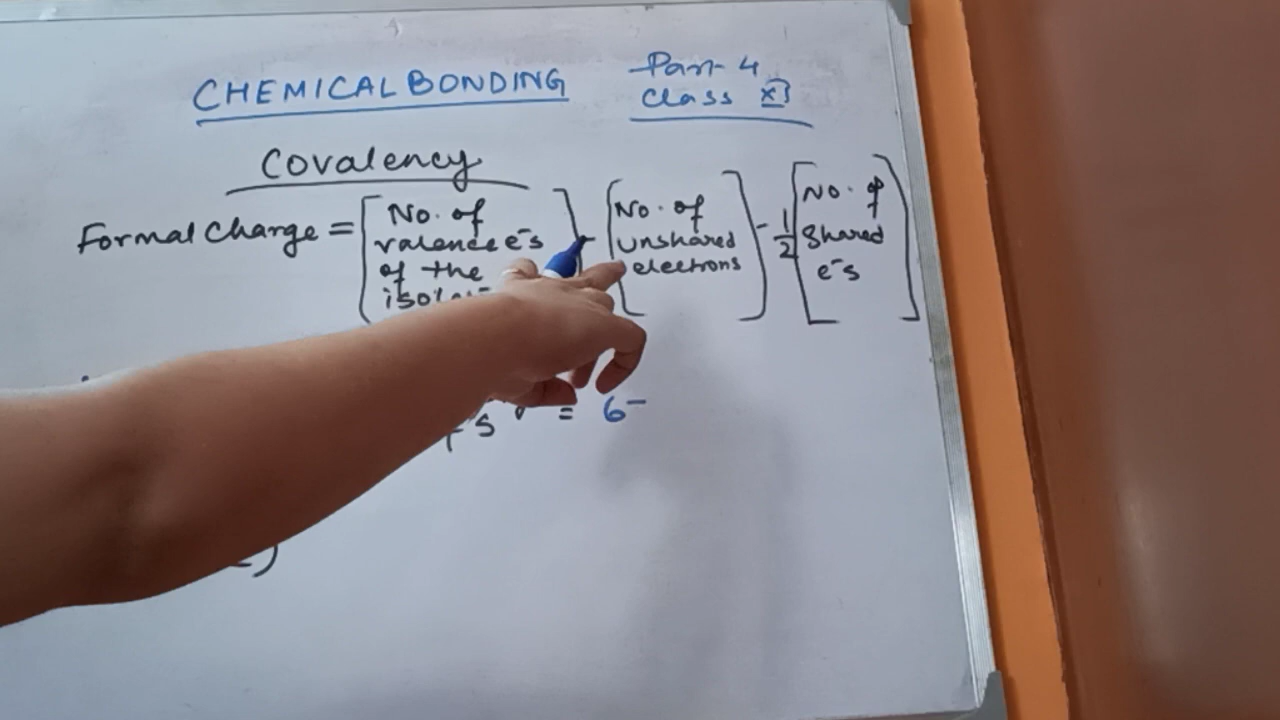 CHEMICAL BONDING Part 4
Class XI
Covalency
Formal Charge = [No. of valence e⁻s of the] - [No. of unshared electrons] - 1/2 [No. of shared e⁻s]
= 6 -